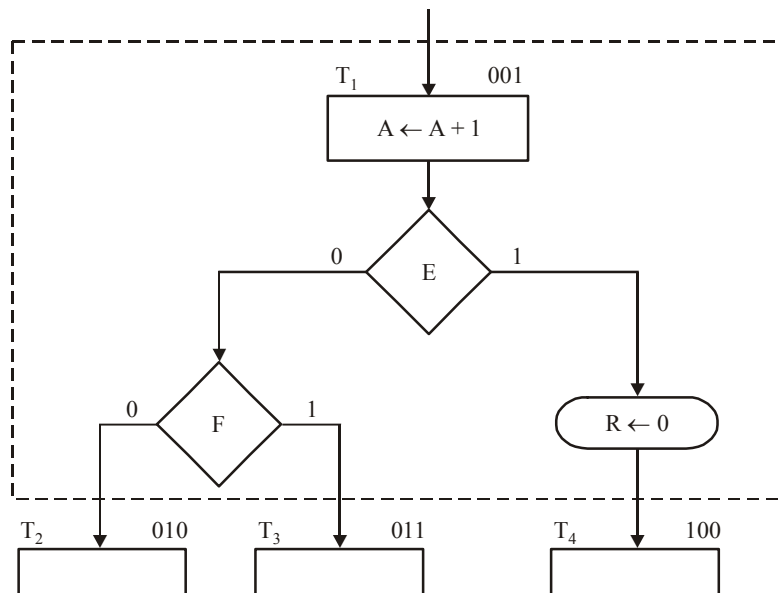 T₁ 001
A ← A + 1
0 E 1
0 F 1
R ← 0
T₂ 010 T₃ 011 T₄ 100